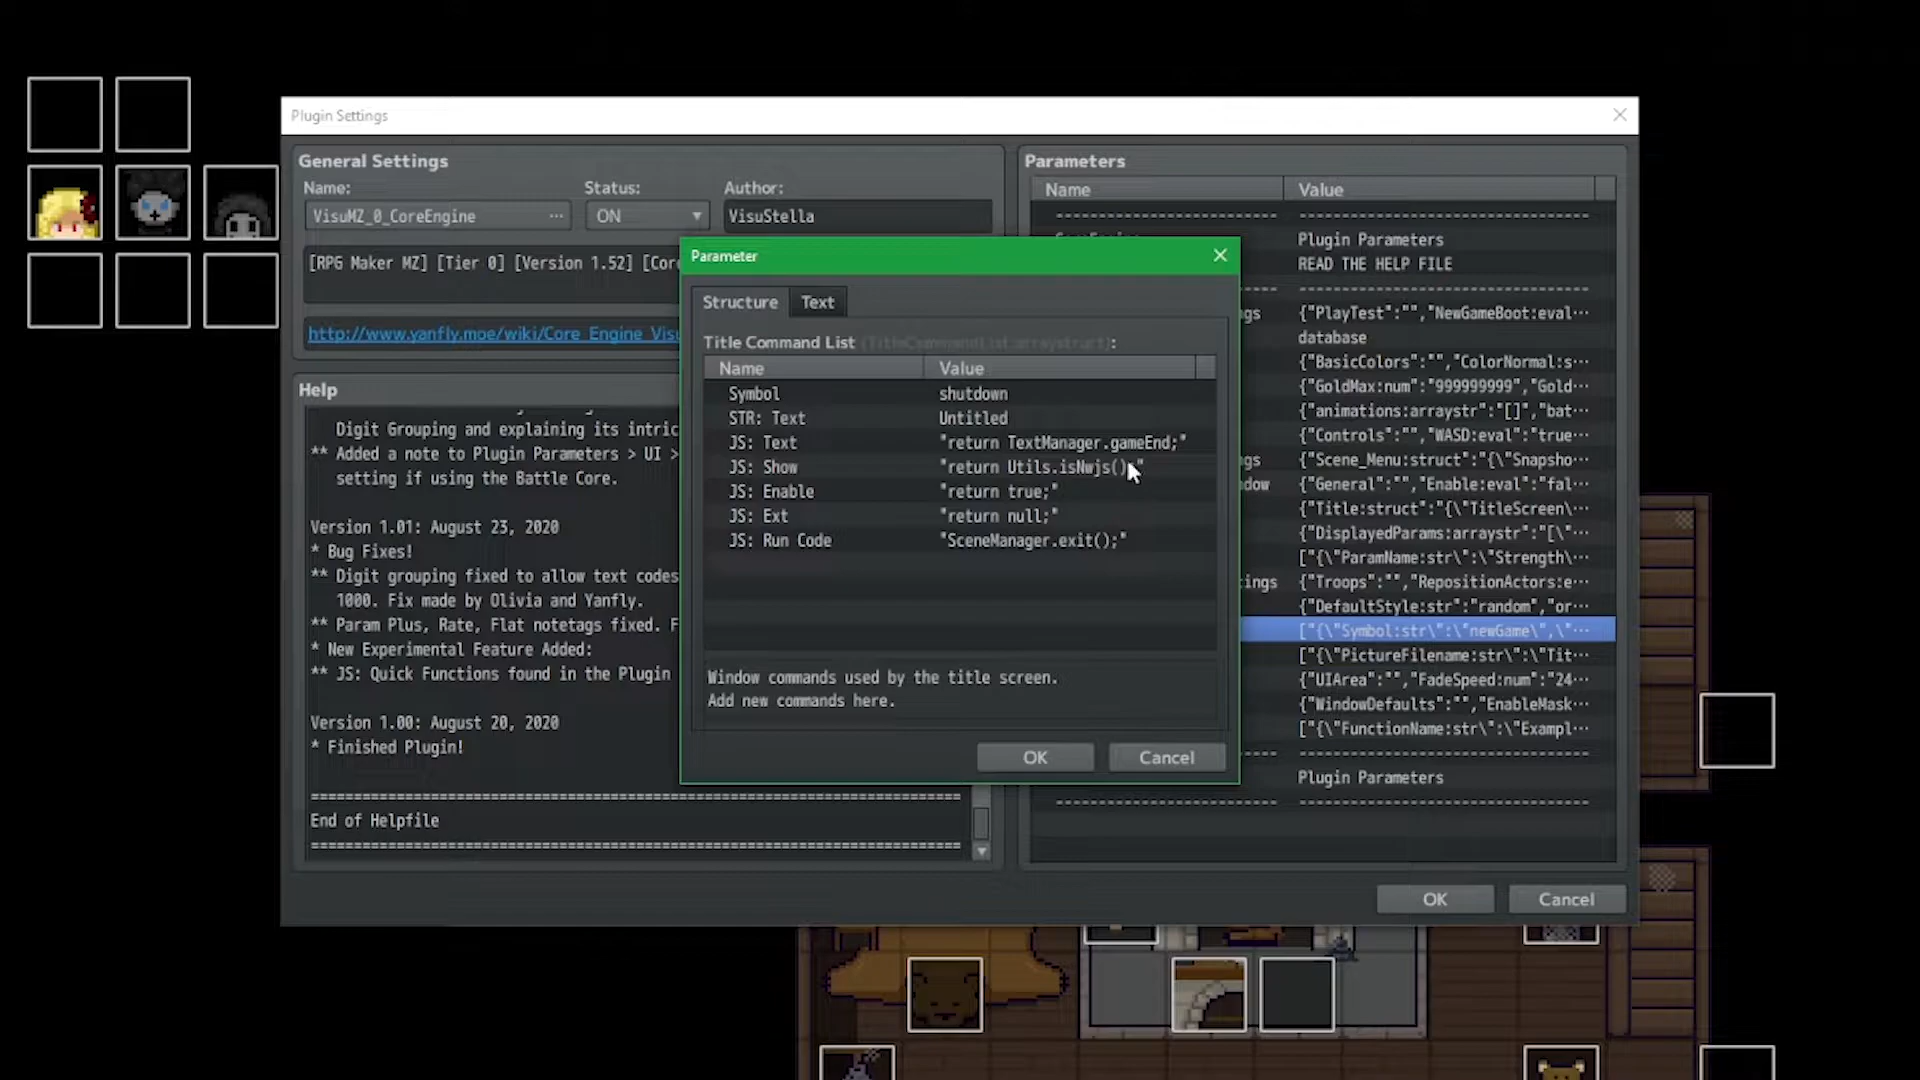 Plugin Settings
General Settings
Name:
Status:
Author:
VisuMZ_0_CoreEngine
...
ON
VisuStella
[RPG Maker MZ] [Tier 0] [Version 1.52] [Cor
http://www.yanfly.moe/wiki/Core_Engine_Visu
Help
Digit Grouping and explaining its intric
** Added a note to Plugin Parameters > UI >
setting if using the Battle Core.
Version 1.01: August 23, 2020
* Bug Fixes!
** Digit grouping fixed to allow text codes
1000. Fix made by Olivia and Yanfly.
** Param Plus, Rate, Flat notetags fixed. F
* New Experimental Feature Added:
** JS: Quick Functions found in the Plugin
Version 1.00: August 20, 2020
* Finished Plugin!
End of Helpfile
Parameter
Structure
Text
Title Command List (TitleCommandList:arraystruct):
Name Value
Symbol shutdown
STR: Text Untitled
JS: Text "return TextManager.gameEnd;"
JS: Show "return Utils.isNwjs();"
JS: Enable "return true;"
JS: Ext "return null;"
JS: Run Code "SceneManager.exit();"
Window commands used by the title screen.
Add new commands here.
OK
Cancel
Parameters
Name Value
Plugin Parameters
READ THE HELP FILE
gs {"PlayTest":"","NewGameBoot:eval…
database
{"BasicColors":"","ColorNormal:s…
{"GoldMax:num":"999999999","Gold…
{"animations:arraystr":"[]","bat…
{"Controls":"","WASD:eval":"true…
gs {"Scene_Menu:struct":"{\"Snapsho…
dow {"General":"","Enable:eval":"fal…
{"Title:struct":"{\"TitleScreen\…
{"DisplayedParams:arraystr":"[\"…
["{\"ParamName:str\":\"Strength\…
ings {"Troops":"","RepositionActors:e…
{"DefaultStyle:str":"random","or…
["{\"Symbol:str\":\"newGame\",\"…
["{\"PictureFilename:str\":\"Tit…
{"UIArea":"","FadeSpeed:num":"24…
{"WindowDefaults":"","EnableMask…
["{\"FunctionName:str\":\"Exampl…
Plugin Parameters
OK
Cancel